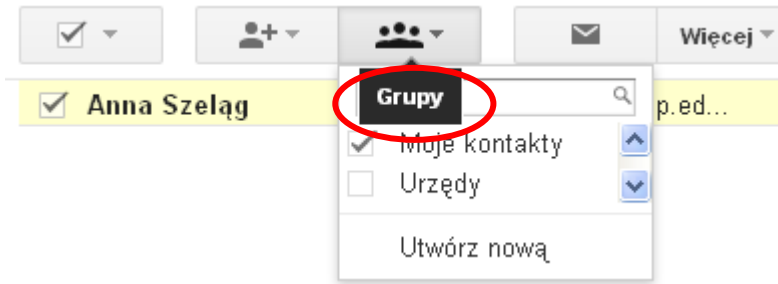 Więcej
Anna Szeląg
Grupy
p.ed...
Moje kontakty
Urzędy
Utwórz nową